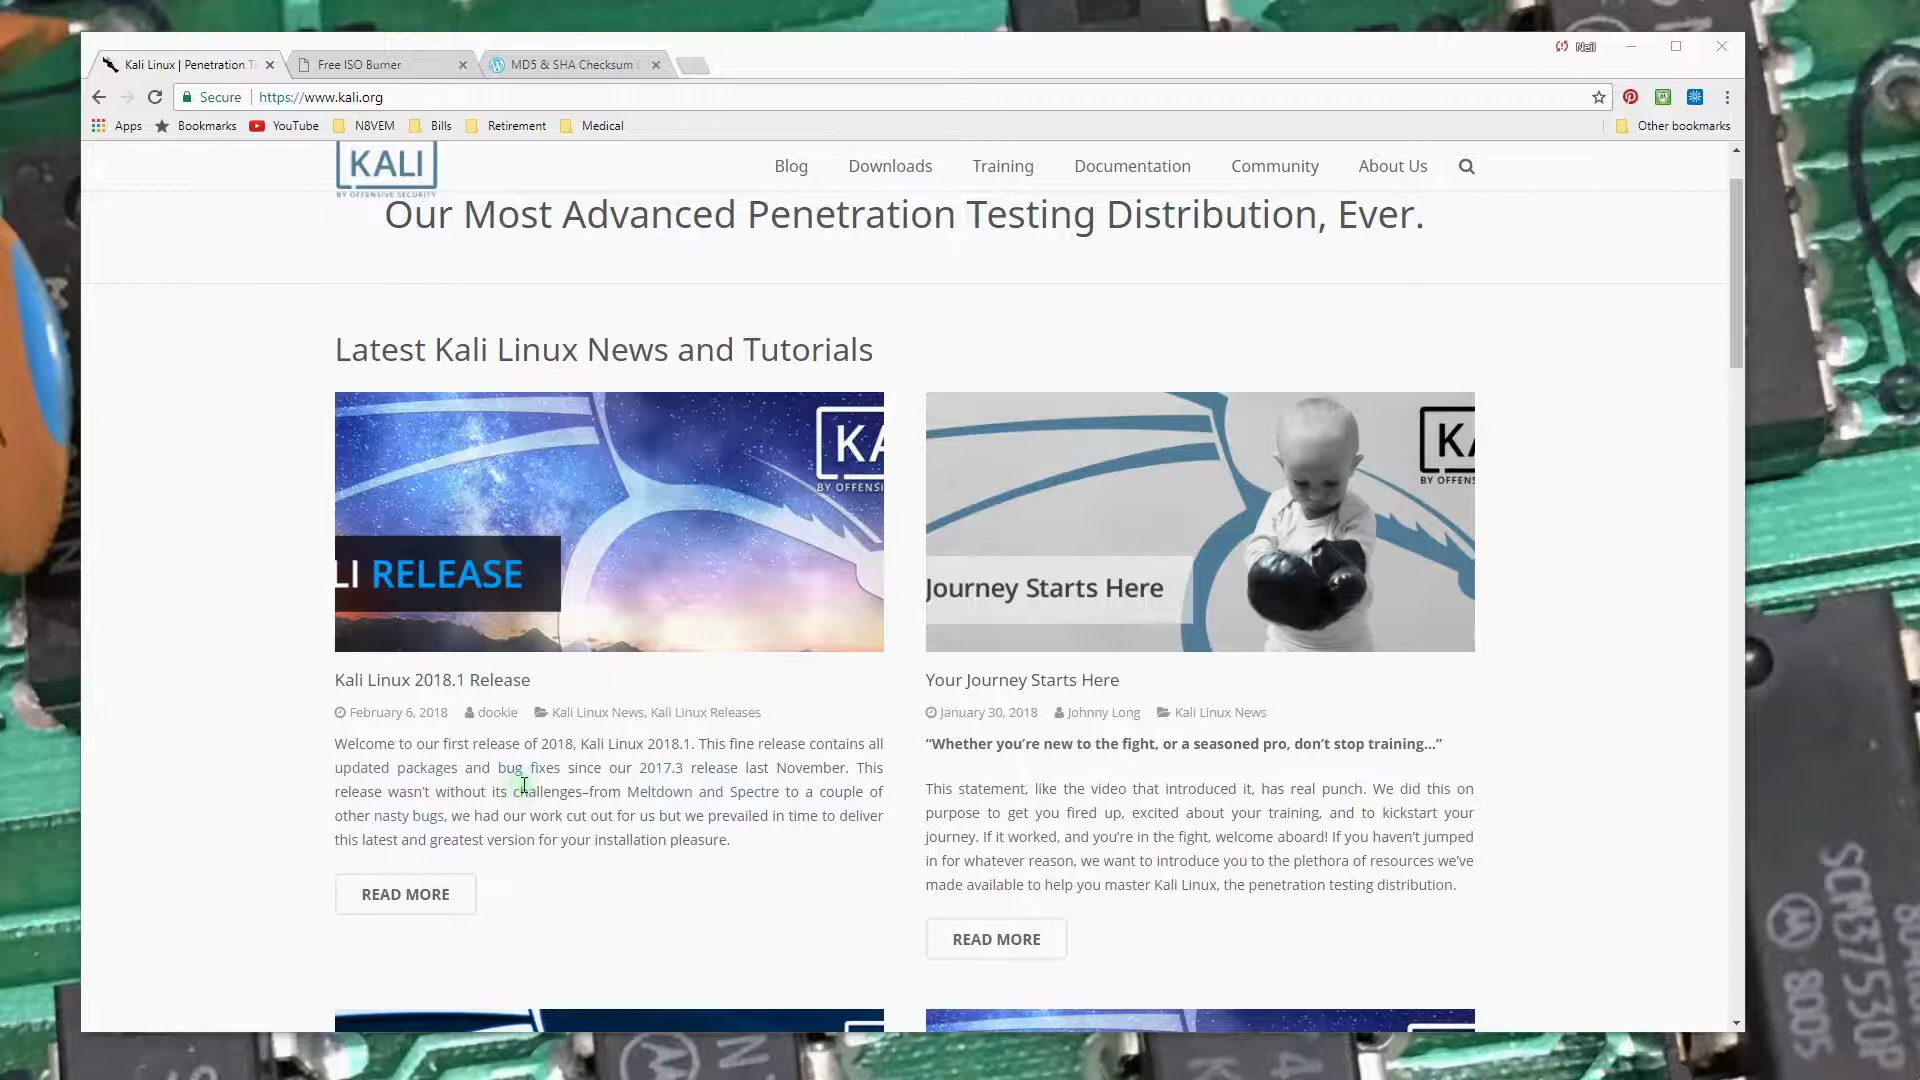 Neil
Kali Linux | Penetration Te
Free ISO Burner
MD5 & SHA Checksum
Secure
https://www.kali.org
Apps
Bookmarks
YouTube
N8VEM
Bills
Retirement
Medical
Other bookmarks
KALI
BY OFFENSIVE SECURITY
Blog
Downloads
Training
Documentation
Community
About Us
Our Most Advanced Penetration Testing Distribution, Ever.
Latest Kali Linux News and Tutorials
KA
BY OFFENSI
LI RELEASE
KA
BY OFFENS
Journey Starts Here
Kali Linux 2018.1 Release
February 6, 2018 dookie Kali Linux News, Kali Linux Releases
Welcome to our first release of 2018, Kali Linux 2018.1. This fine release contains all
updated packages and bug fixes since our 2017.3 release last November. This
release wasn’t without its challenges–from Meltdown and Spectre to a couple of
other nasty bugs, we had our work cut out for us but we prevailed in time to deliver
this latest and greatest version for your installation pleasure.
READ MORE
Your Journey Starts Here
January 30, 2018 Johnny Long Kali Linux News
“Whether you’re new to the fight, or a seasoned pro, don’t stop training…”
This statement, like the video that introduced it, has real punch. We did this on
purpose to get you fired up, excited about your training, and to kickstart your
journey. If it worked, and you’re in the fight, welcome aboard! If you haven’t jumped
in for whatever reason, we want to introduce you to the plethora of resources we’ve
made available to help you master Kali Linux, the penetration testing distribution.
READ MORE
SCM37530P
8005